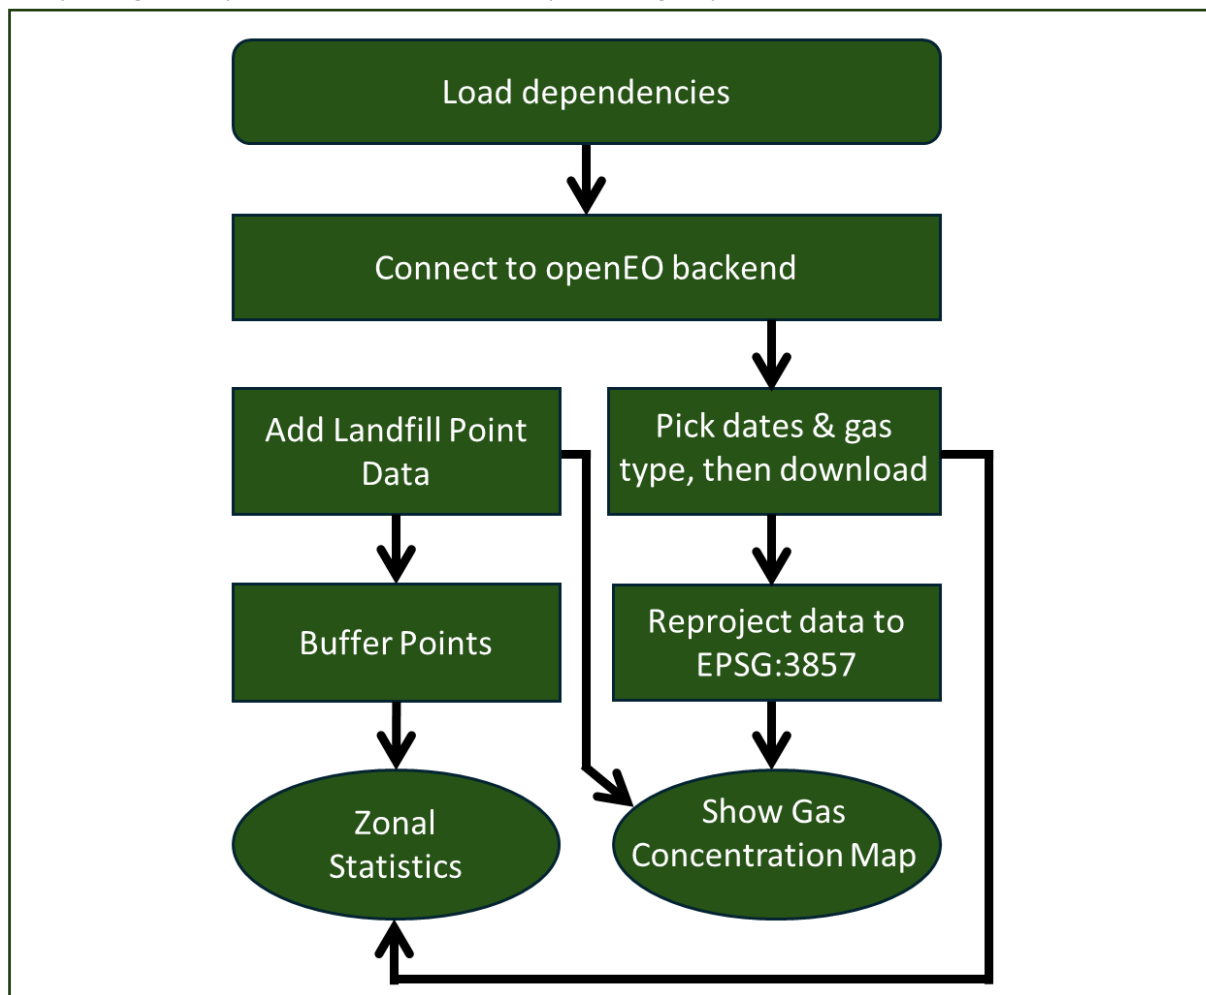 Load dependencies
Connect to openEO backend
Add Landfill Point
Data
Pick dates & gas
type, then download
Buffer Points
Reproject data to
EPSG:3857
Zonal
Statistics
Show Gas
Concentration Map